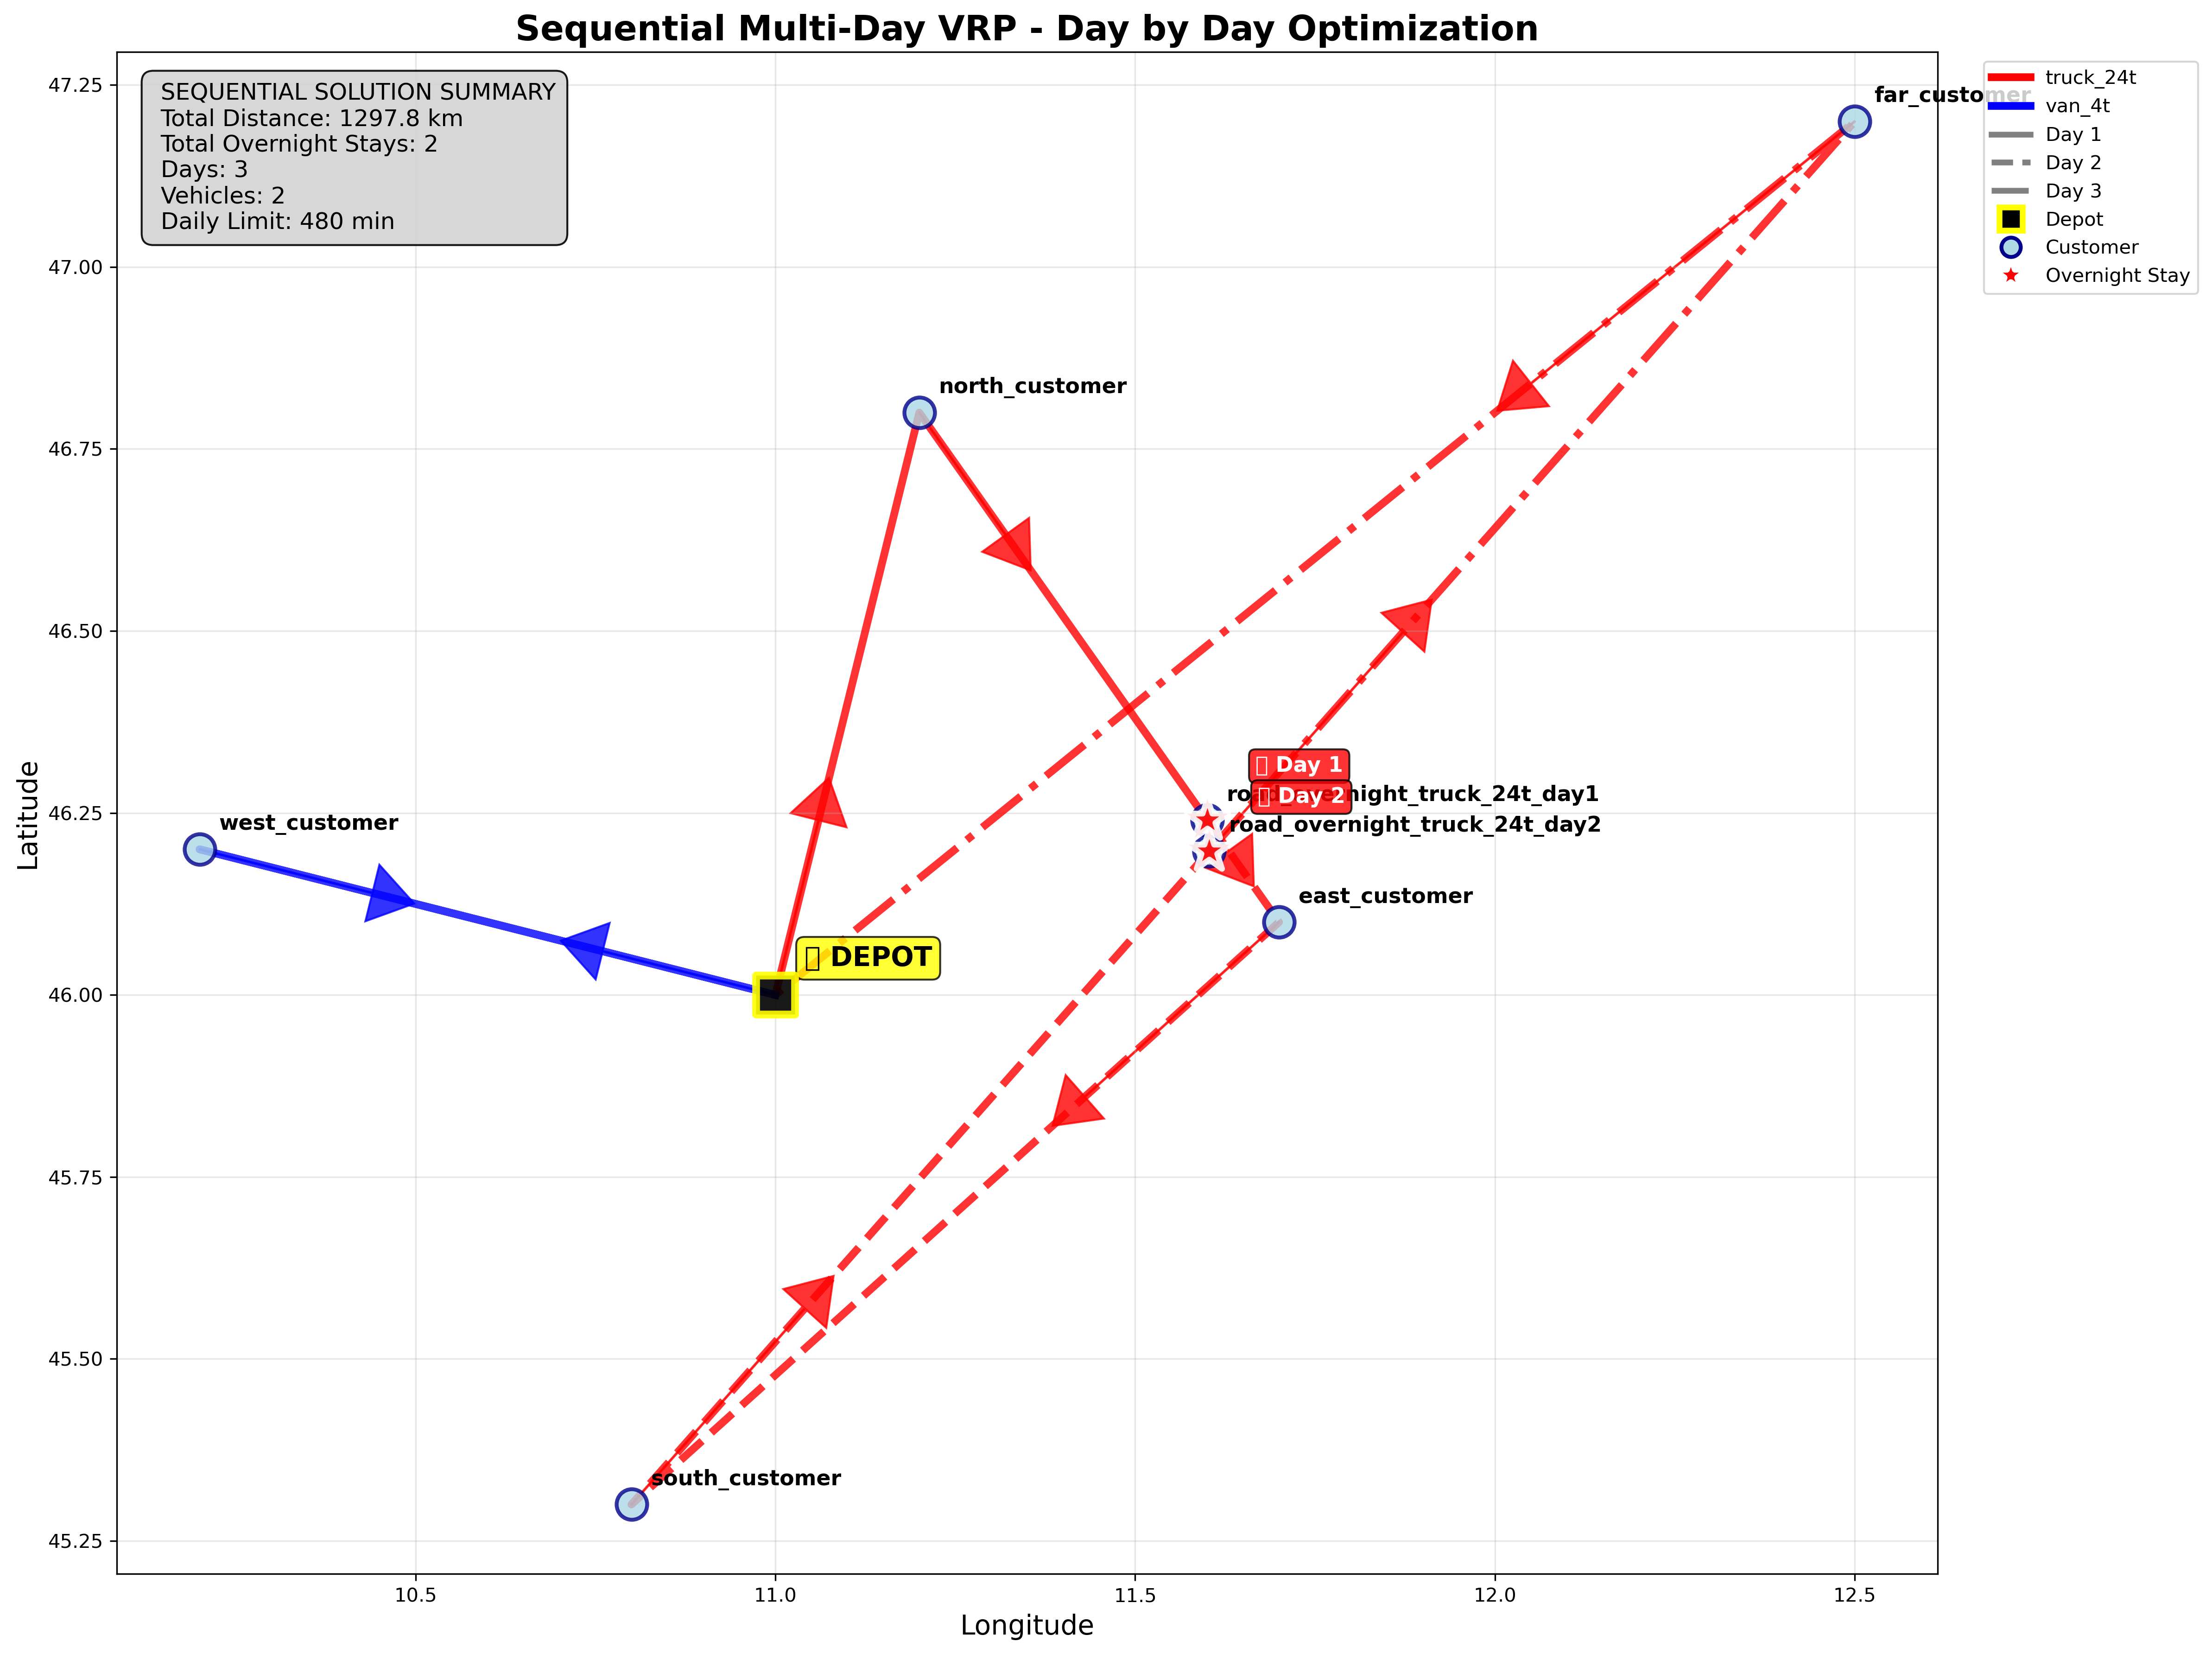 Sequential Multi-Day VRP - Day by Day Optimization
SEQUENTIAL SOLUTION SUMMARY
Total Distance: 1297.8 km
Total Overnight Stays: 2
Days: 3
Vehicles: 2
Daily Limit: 480 min
truck_24t
van_4t
Day 1
Day 2
Day 3
Depot
Customer
Overnight Stay
far_customer
north_customer
Day 1
road_overnight_truck_24t_day1
Day 2
road_overnight_truck_24t_day2
west_customer
east_customer
DEPOT
south_customer
47.25
47.00
46.75
46.50
46.25
46.00
45.75
45.50
45.25
Latitude
10.5
11.0
11.5
12.0
12.5
Longitude